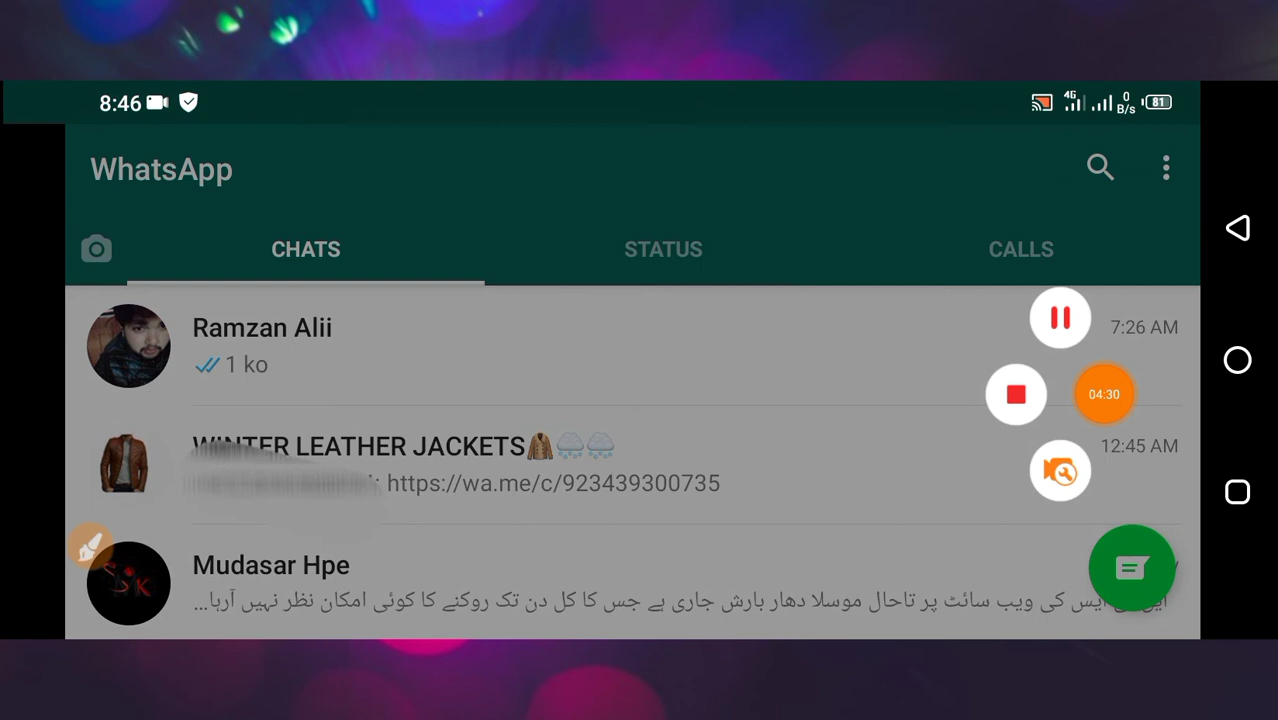 8:46
4G
0
B/s
81
WhatsApp
CHATS
STATUS
CALLS
Ramzan Alii
7:26 AM
1 ko
04:30
WINTER LEATHER JACKETS
12:45 AM
https://wa.me/c/923439300735
Mudasar Hpe
ایس کی ویب سائٹ پر تاحال موسلا دھار بارش جاری ہے جس کا کل دن تک روکنے کا کوئی امکان نظر نہیں آرہا...